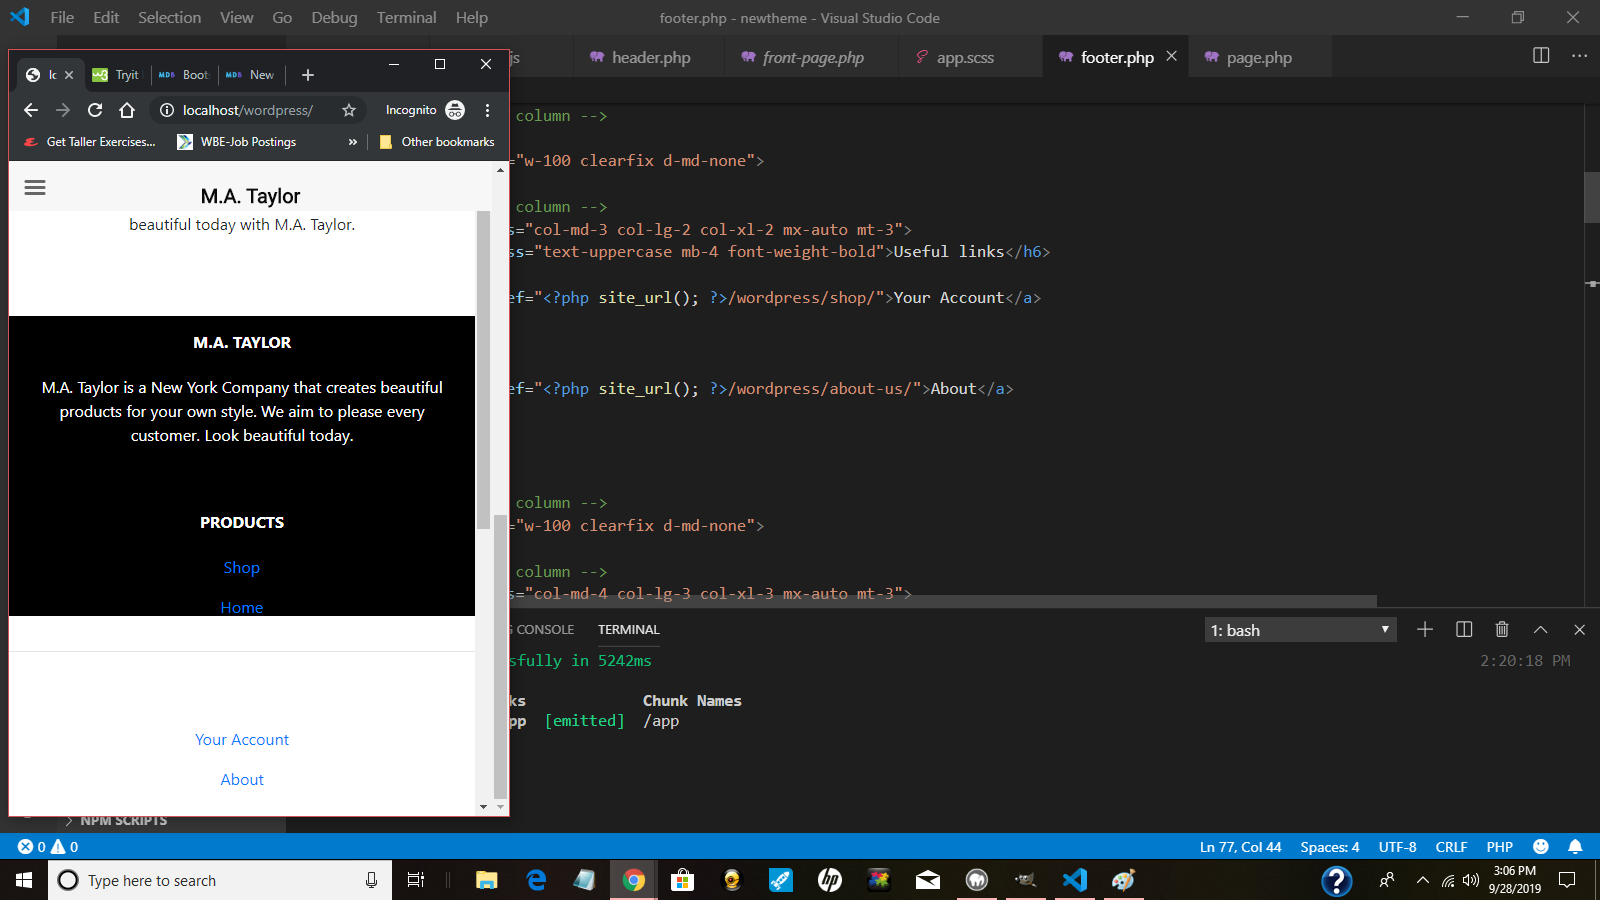 File Edit Selection View Go Debug Terminal Help
footer.php - newtheme - Visual Studio Code
js header.php front-page.php app.scss footer.php page.php
lc Tryit Boots New
localhost/wordpress/ Incognito
Get Taller Exercises... WBE-Job Postings » Other bookmarks
M.A. Taylor
beautiful today with M.A. Taylor.
M.A. TAYLOR
M.A. Taylor is a New York Company that creates beautiful
products for your own style. We aim to please every
customer. Look beautiful today.
PRODUCTS
Shop
Home
Your Account
About
column -->
="w-100 clearfix d-md-none">
column -->
s="col-md-3 col-lg-2 col-xl-2 mx-auto mt-3">
ss="text-uppercase mb-4 font-weight-bold">Useful links</h6>
ef="<?php site_url(); ?>/wordpress/shop/">Your Account</a>
ef="<?php site_url(); ?>/wordpress/about-us/">About</a>
column -->
="w-100 clearfix d-md-none">
column -->
s="col-md-4 col-lg-3 col-xl-3 mx-auto mt-3">
G CONSOLE TERMINAL 1: bash
sfully in 5242ms 2:20:18 PM
ks Chunk Names
pp [emitted] /app
NPM SCRIPTS
0 0 Ln 77, Col 44 Spaces: 4 UTF-8 CRLF PHP
Type here to search
3:06 PM
9/28/2019